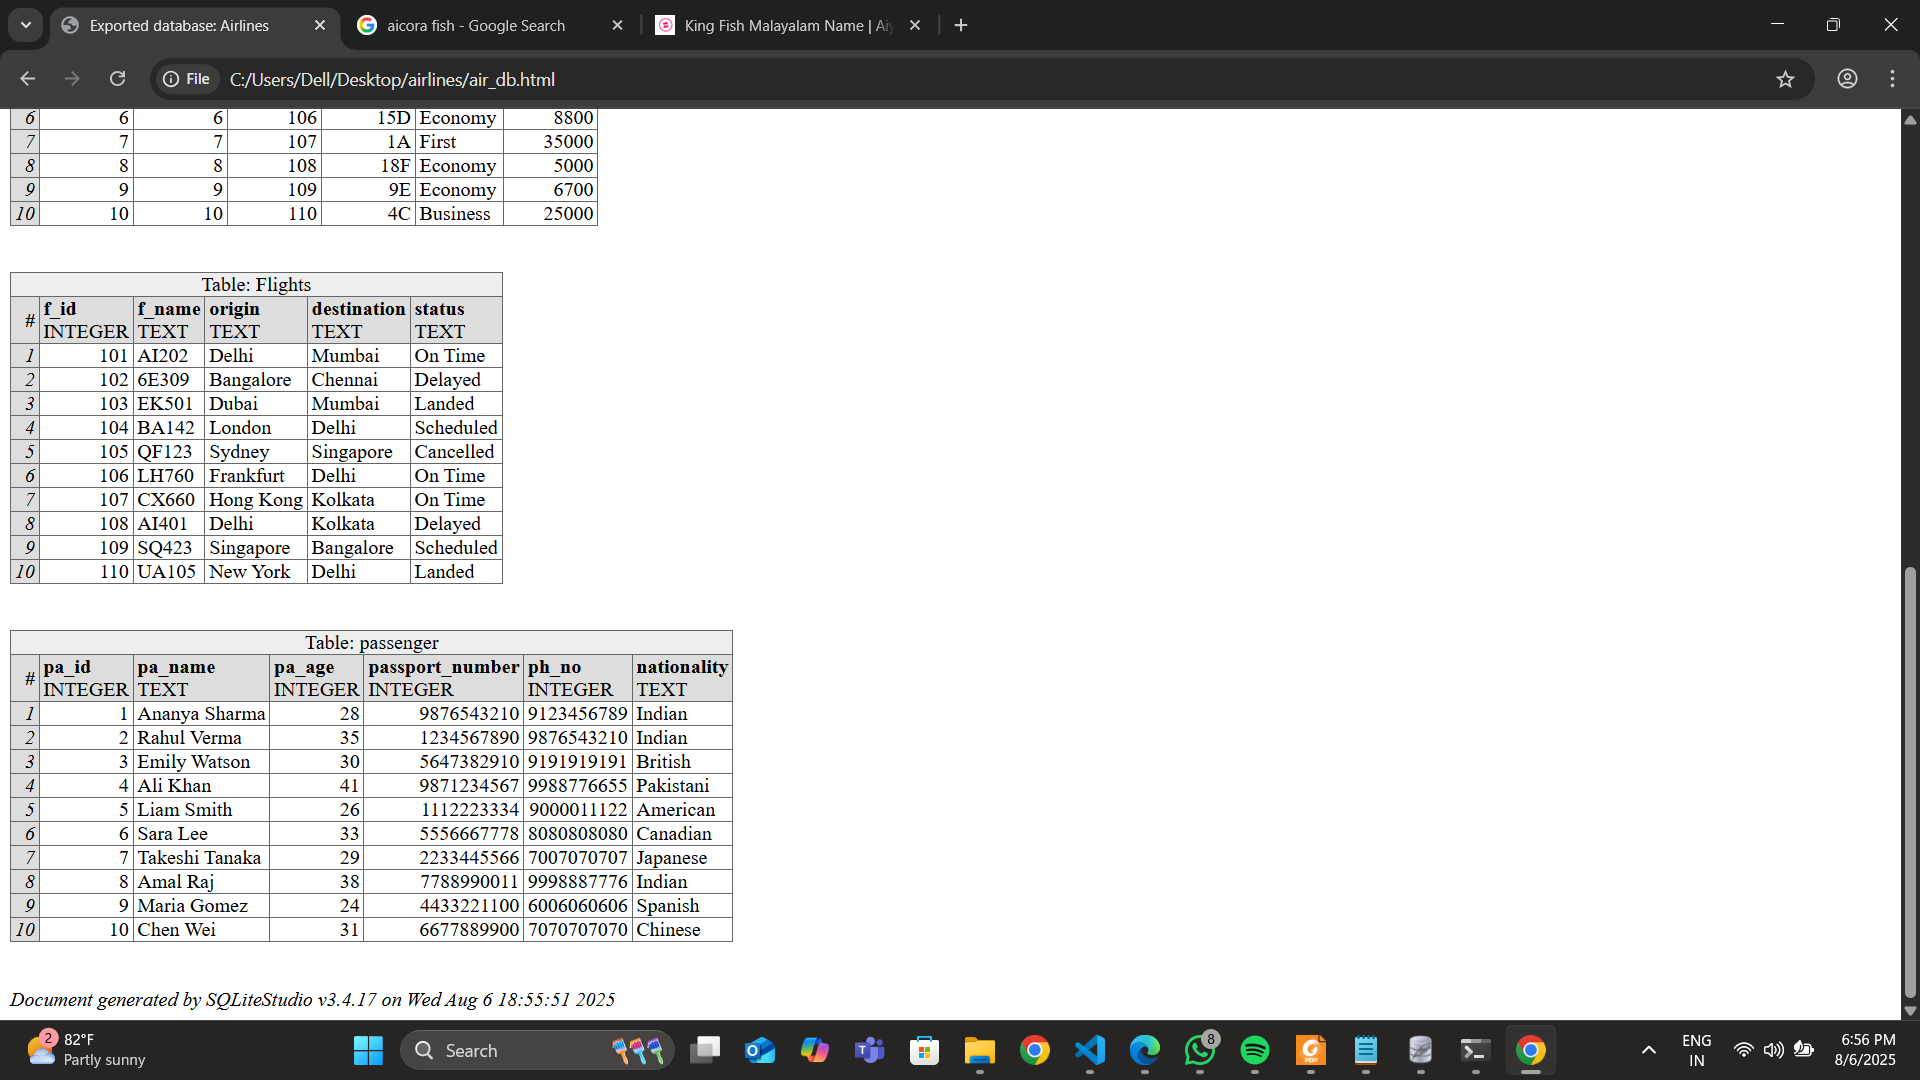 Exported database: Airlines
aicora fish - Google Search
King Fish Malayalam Name | Aiy
File C:/Users/Dell/Desktop/airlines/air_db.html
6 6 6 106 15D Economy 8800
7 7 7 107 1A First 35000
8 8 8 108 18F Economy 5000
9 9 9 109 9E Economy 6700
10 10 10 110 4C Business 25000
Table: Flights
# f_id f_name origin destination status
INTEGER TEXT TEXT TEXT TEXT
1 101 AI202 Delhi Mumbai On Time
2 102 6E309 Bangalore Chennai Delayed
3 103 EK501 Dubai Mumbai Landed
4 104 BA142 London Delhi Scheduled
5 105 QF123 Sydney Singapore Cancelled
6 106 LH760 Frankfurt Delhi On Time
7 107 CX660 Hong Kong Kolkata On Time
8 108 AI401 Delhi Kolkata Delayed
9 109 SQ423 Singapore Bangalore Scheduled
10 110 UA105 New York Delhi Landed
Table: passenger
# pa_id pa_name pa_age passport_number ph_no nationality
INTEGER TEXT INTEGER INTEGER INTEGER TEXT
1 1 Ananya Sharma 28 9876543210 9123456789 Indian
2 2 Rahul Verma 35 1234567890 9876543210 Indian
3 3 Emily Watson 30 5647382910 9191919191 British
4 4 Ali Khan 41 9871234567 9988776655 Pakistani
5 5 Liam Smith 26 1112223334 9000011122 American
6 6 Sara Lee 33 5556667778 8080808080 Canadian
7 7 Takeshi Tanaka 29 2233445566 7007070707 Japanese
8 8 Amal Raj 38 7788990011 9998887776 Indian
9 9 Maria Gomez 24 4433221100 6006060606 Spanish
10 10 Chen Wei 31 6677889900 7070707070 Chinese
Document generated by SQLiteStudio v3.4.17 on Wed Aug 6 18:55:51 2025
2
82°F
Partly sunny
Search
8
ENG
IN
6:56 PM
8/6/2025